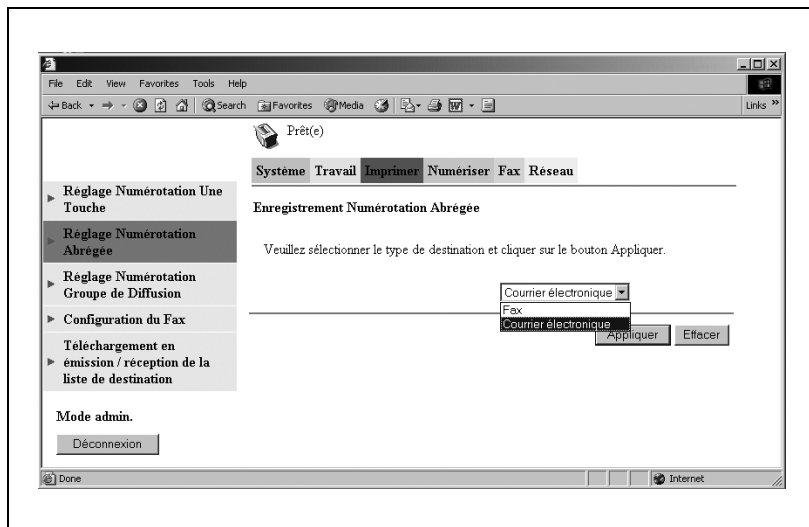 File Edit View Favorites Tools Help
Back Search Favorites Media Links »
Prêt(e)
Système Travail Imprimer Numériser Fax Réseau
Réglage Numérotation Une
Touche
Réglage Numérotation
Abrégée
Réglage Numérotation
Groupe de Diffusion
Configuration du Fax
Téléchargement en
émission / réception de la
liste de destination
Mode admin.
Déconnexion
Enregistrement Numérotation Abrégée
Veuillez sélectionner le type de destination et cliquer sur le bouton Appliquer.
Courrier électronique
Fax
Courrier électronique
Appliquer Effacer
Done Internet